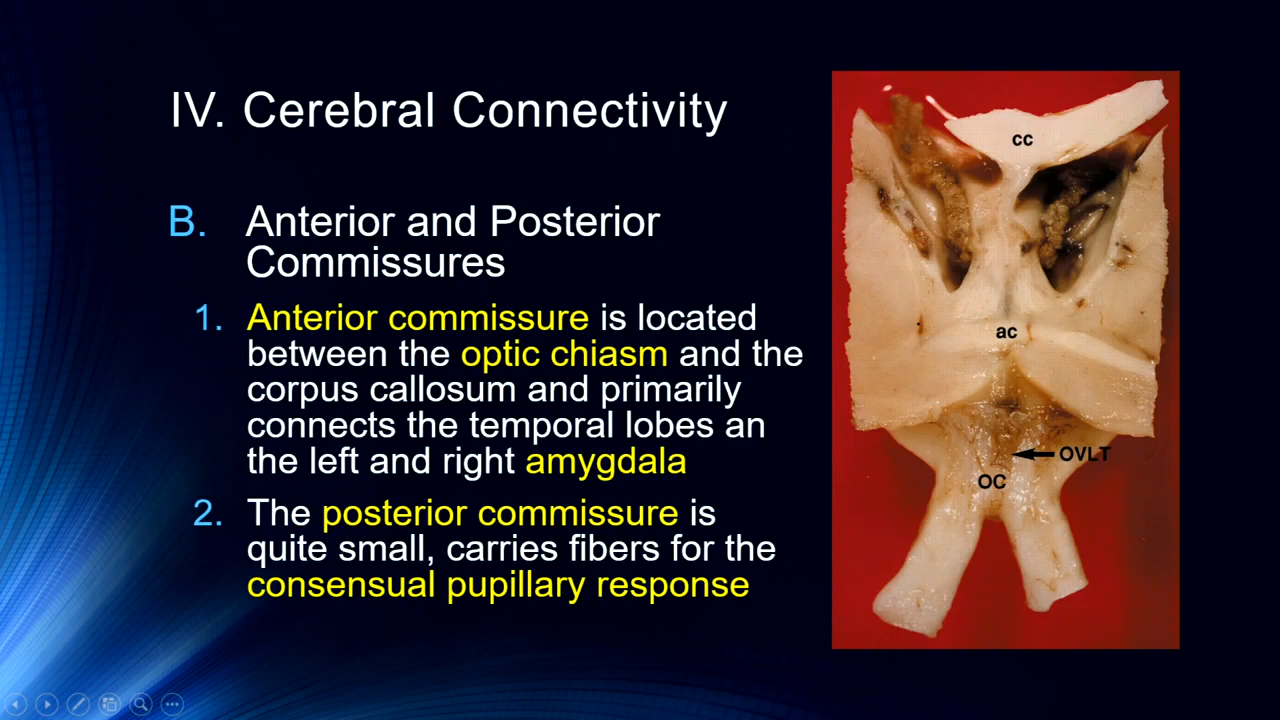 IV. Cerebral Connectivity
B. Anterior and Posterior
Commissures
1. Anterior commissure is located
between the optic chiasm and the
corpus callosum and primarily
connects the temporal lobes an
the left and right amygdala
2. The posterior commissure is
quite small, carries fibers for the
consensual pupillary response
cc
ac
OVLT
OC